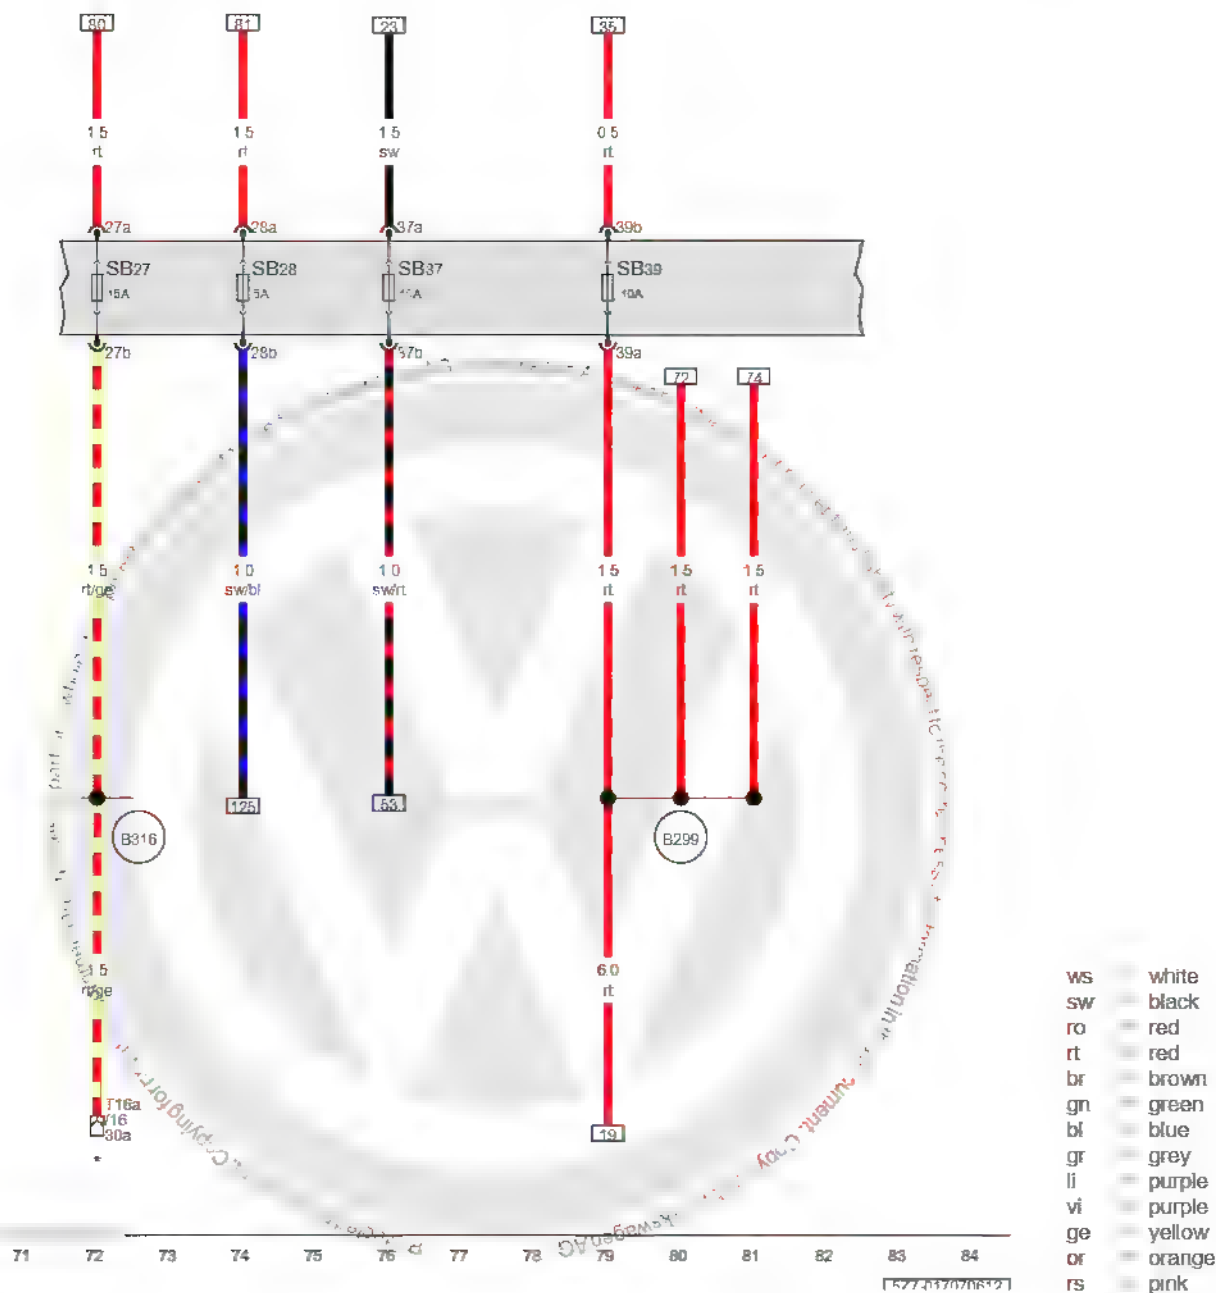 80 81 23 35
1.5 1.5 1.5 0.5
rt rt sw rt
27a 28a 37a 39b
SB27 SB28 SB37 SB39
15A 5A 10A
27b 28b 37b 39a
72 74
1.5 1.0 1.0 1.5 1.5 1.5
rt/ge sw/bl sw/rt rt rt rt
125 53
B316 B299
1.5 6.0
rt/ge rt
T16a
/16
30a
19
*
ws white
sw black
ro red
rt red
br brown
gn green
bl blue
gr grey
li purple
vi purple
ge yellow
or orange
rs pink
71 72 73 74 75 76 77 78 79 80 81 82 83 84
5Z7-017070612